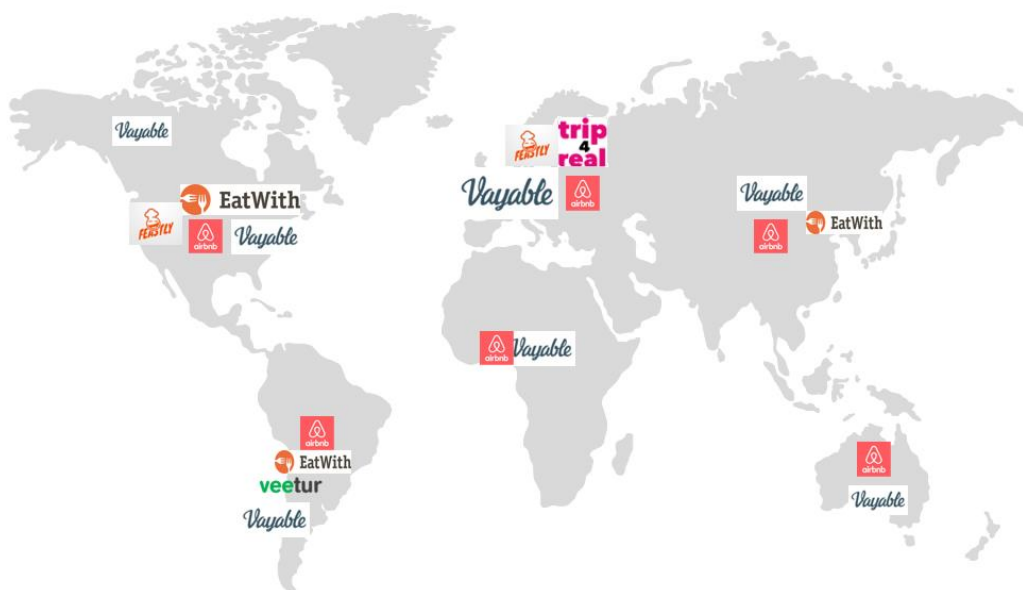 Vayable
EatWith
FEASTLY
airbnb
Vayable
FEASTLY
trip
4
real
Vayable
airbnb
Vayable
EatWith
airbnb
airbnb
Vayable
airbnb
EatWith
veetur
Vayable
airbnb
Vayable